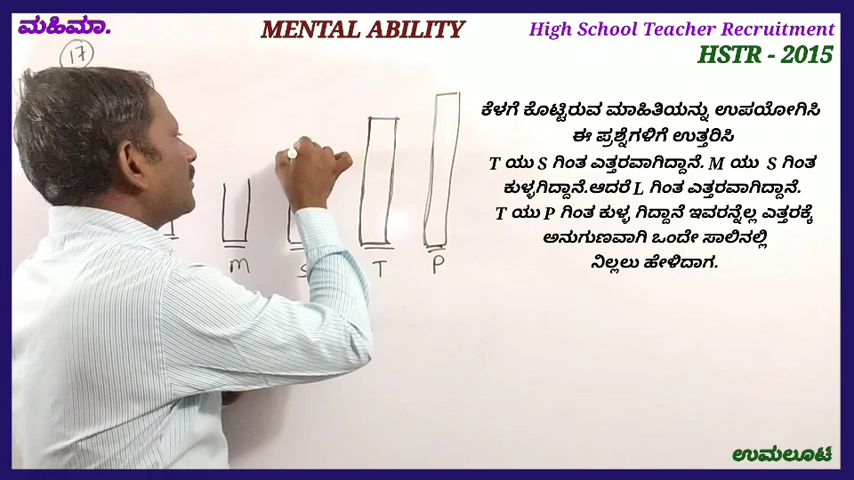 ಮಹಿಮಾ.
MENTAL ABILITY
High School Teacher Recruitment
HSTR - 2015
17
ಕೆಳಗೆ ಕೊಟ್ಟಿರುವ ಮಾಹಿತಿಯನ್ನು ಉಪಯೋಗಿಸಿ
ಈ ಪ್ರಶ್ನೆಗಳಿಗೆ ಉತ್ತರಿಸಿ
T ಯು S ಗಿಂತ ಎತ್ತರವಾಗಿದ್ದಾನೆ. M ಯು S ಗಿಂತ
ಕುಳ್ಳಗಿದ್ದಾನೆ.ಆದರೆ L ಗಿಂತ ಎತ್ತರವಾಗಿದ್ದಾನೆ.
T ಯು P ಗಿಂತ ಕುಳ್ಳ ಗಿದ್ದಾನೆ ಇವರನ್ನೆಲ್ಲ ಎತ್ತರಕ್ಕೆ
ಅನುಗುಣವಾಗಿ ಒಂದೇ ಸಾಲಿನಲ್ಲಿ
ನಿಲ್ಲಲು ಹೇಳಿದಾಗ.
M S T P
ಉಮಲೂಟಿ